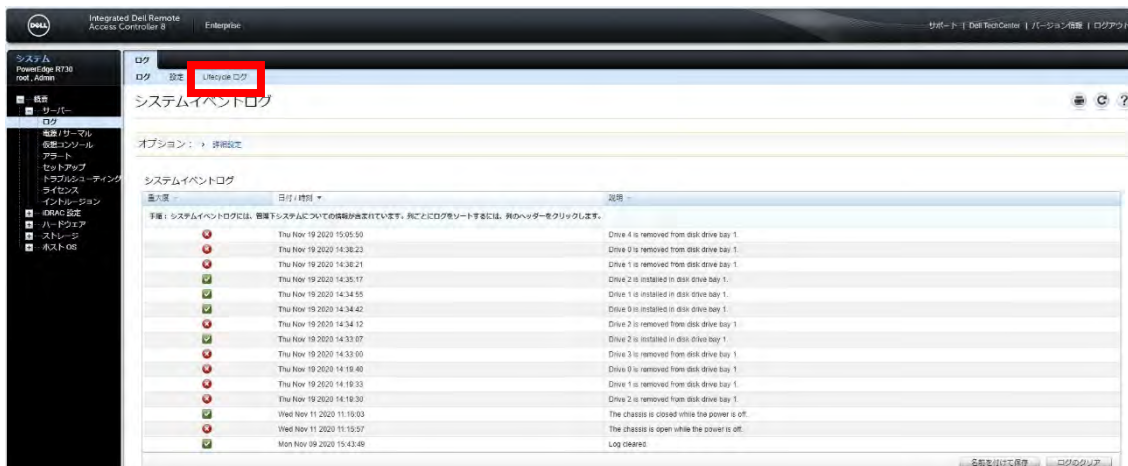 DELL
Integrated Dell Remote
Access Controller 8
Enterprise
サポート | Dell TechCenter | バージョン情報 | ログアウト
システム
PowerEdge R730
root , Admin
概要
サーバー
ログ
電源 / サーマル
仮想コンソール
アラート
セットアップ
トラブルシューティング
ライセンス
イントルージョン
iDRAC 設定
ハードウェア
ストレージ
ホスト OS
ログ
ログ 設定 Lifecycle ログ
システムイベントログ
オプション : 詳細設定
システムイベントログ
重大度 日付 / 時刻 説明
手順 : システムイベントログには、管理下システムについての情報が含まれています。列ごとにログをソートするには、列のヘッダーをクリックします。
Thu Nov 19 2020 15:05:50 Drive 4 is removed from disk drive bay 1.
Thu Nov 19 2020 14:38:23 Drive 0 is removed from disk drive bay 1.
Thu Nov 19 2020 14:38:21 Drive 1 is removed from disk drive bay 1.
Thu Nov 19 2020 14:35:17 Drive 2 is installed in disk drive bay 1.
Thu Nov 19 2020 14:34:55 Drive 1 is installed in disk drive bay 1.
Thu Nov 19 2020 14:34:42 Drive 0 is installed in disk drive bay 1.
Thu Nov 19 2020 14:34:12 Drive 2 is removed from disk drive bay 1.
Thu Nov 19 2020 14:33:07 Drive 2 is installed in disk drive bay 1.
Thu Nov 19 2020 14:33:00 Drive 3 is removed from disk drive bay 1.
Thu Nov 19 2020 14:19:40 Drive 0 is removed from disk drive bay 1.
Thu Nov 19 2020 14:19:33 Drive 1 is removed from disk drive bay 1.
Thu Nov 19 2020 14:19:30 Drive 2 is removed from disk drive bay 1.
Wed Nov 11 2020 11:16:03 The chassis is closed while the power is off.
Wed Nov 11 2020 11:15:57 The chassis is open while the power is off.
Mon Nov 09 2020 15:43:49 Log cleared.
名前を付けて保存 ログのクリア